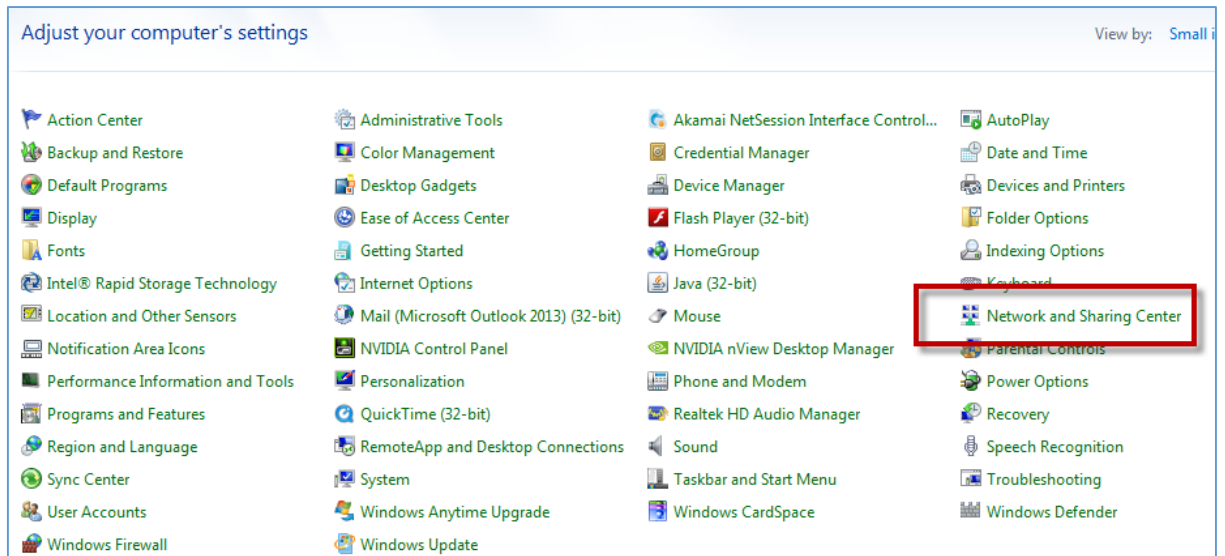 Adjust your computer's settings
View by: Small i
Action Center
Administrative Tools
Akamai NetSession Interface Control...
AutoPlay
Backup and Restore
Color Management
Credential Manager
Date and Time
Default Programs
Desktop Gadgets
Device Manager
Devices and Printers
Display
Ease of Access Center
Flash Player (32-bit)
Folder Options
Fonts
Getting Started
HomeGroup
Indexing Options
Intel® Rapid Storage Technology
Internet Options
Java (32-bit)
Keyboard
Location and Other Sensors
Mail (Microsoft Outlook 2013) (32-bit)
Mouse
Network and Sharing Center
Notification Area Icons
NVIDIA Control Panel
NVIDIA nView Desktop Manager
Parental Controls
Performance Information and Tools
Personalization
Phone and Modem
Power Options
Programs and Features
QuickTime (32-bit)
Realtek HD Audio Manager
Recovery
Region and Language
RemoteApp and Desktop Connections
Sound
Speech Recognition
Sync Center
System
Taskbar and Start Menu
Troubleshooting
User Accounts
Windows Anytime Upgrade
Windows CardSpace
Windows Defender
Windows Firewall
Windows Update